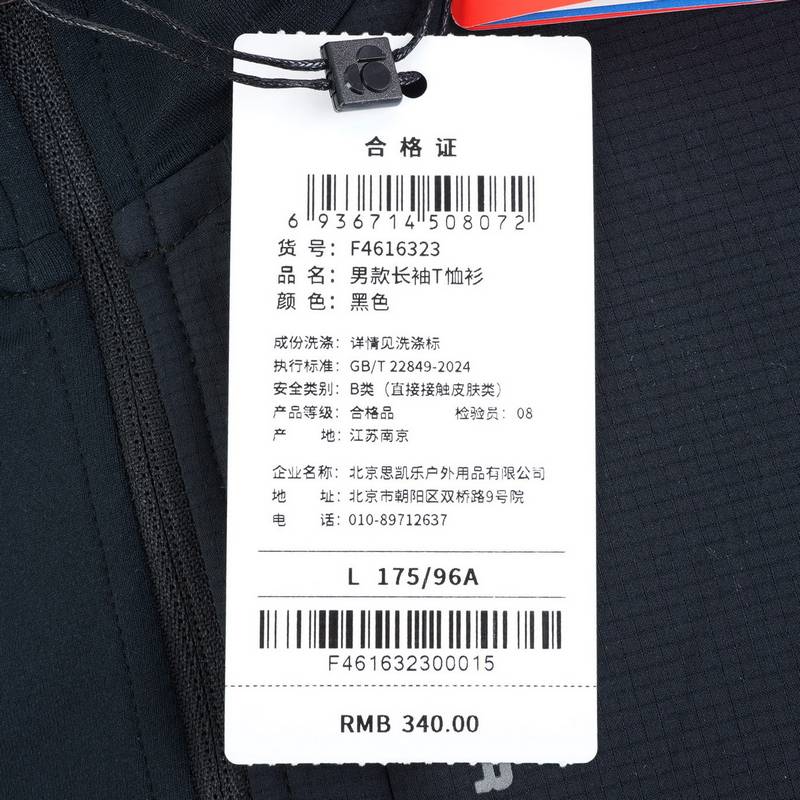 合格证
6 936714 508072
货 号：F4616323
品 名：男款长袖T恤衫
颜 色：黑色
成份洗涤：详情见洗涤标
执行标准：GB/T 22849-2024
安全类别：B类（直接接触皮肤类）
产品等级：合格品 检验员：08
产 地：江苏南京
企业名称：北京思凯乐户外用品有限公司
地 址：北京市朝阳区双桥路9号院
电 话：010-89712637
L 175/96A
F461632300015
RMB 340.00
R